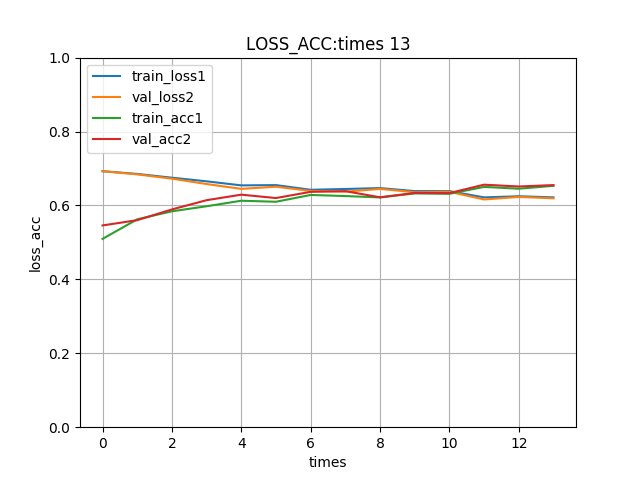 LOSS_ACC:times 13
1.0
0.8
0.6
0.4
0.2
0.0
loss_acc
train_loss1
val_loss2
train_acc1
val_acc2
0 2 4 6 8 10 12
times